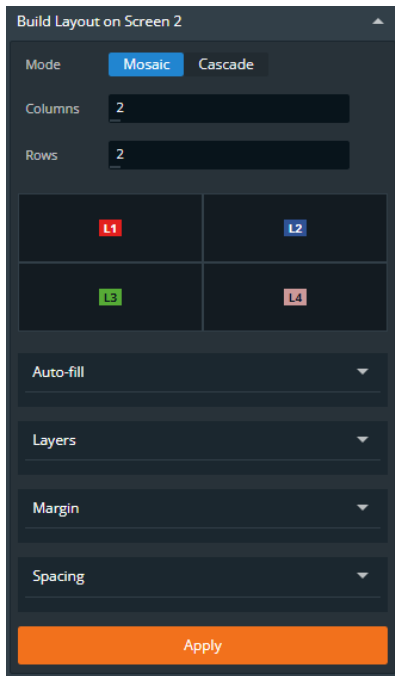 Build Layout on Screen 2
Mode Mosaic Cascade
Columns 2
Rows 2
L1 L2
L3 L4
Auto-fill
Layers
Margin
Spacing
Apply